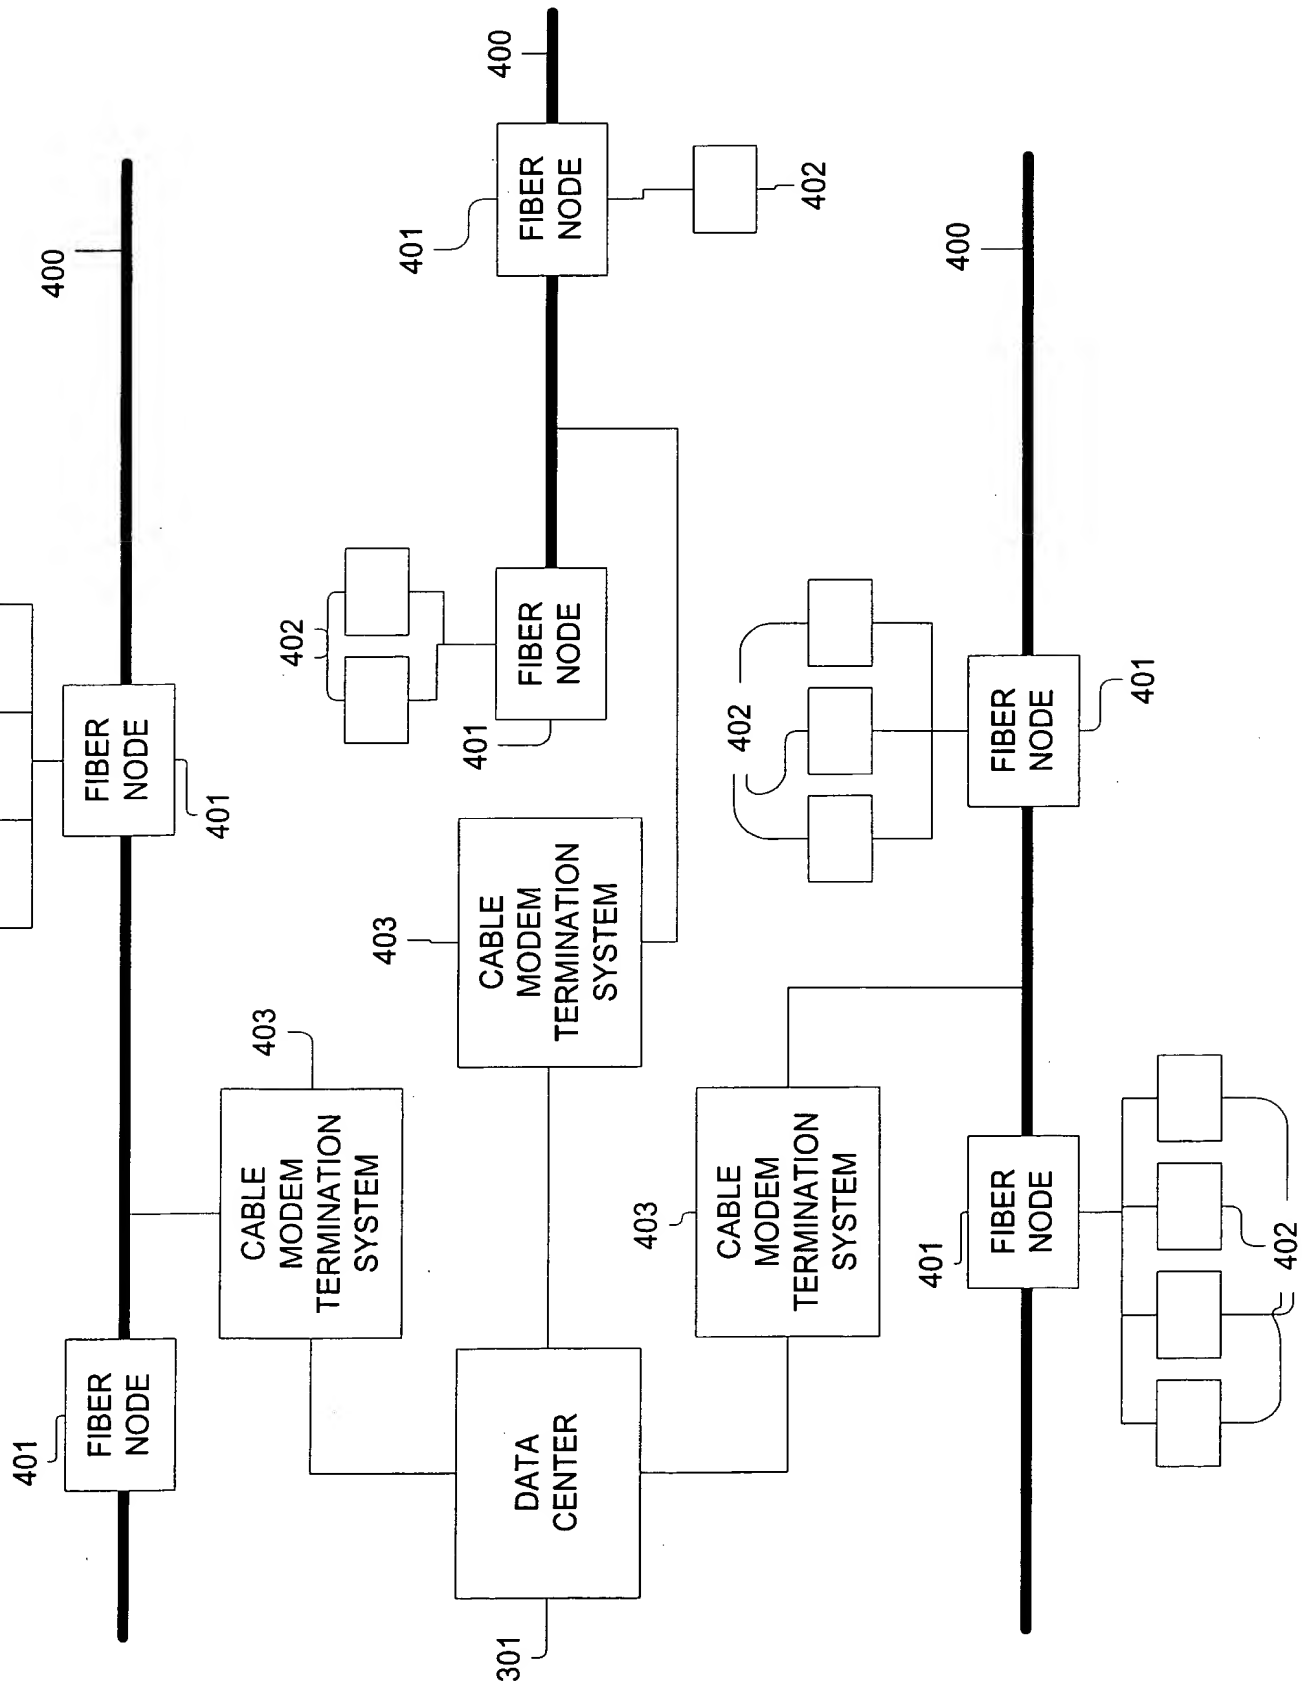 400
FIBER
NODE
401
401
FIBER
NODE
403
CABLE
MODEM
TERMINATION
SYSTEM
400
401
FIBER
NODE
402
402
FIBER
NODE
401
403
CABLE
MODEM
TERMINATION
SYSTEM
DATA
CENTER
301
403
CABLE
MODEM
TERMINATION
SYSTEM
400
402
FIBER
NODE
401
401
FIBER
NODE
402